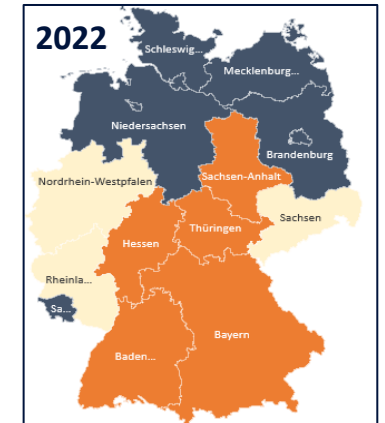 2022
Schleswig...
Mecklenburg...
Niedersachsen
Brandenburg
Sachsen-Anhalt
Nordrhein-Westpfalen
Sachsen
Thüringen
Hessen
Rheinla...
Sa...
Bayern
Baden...